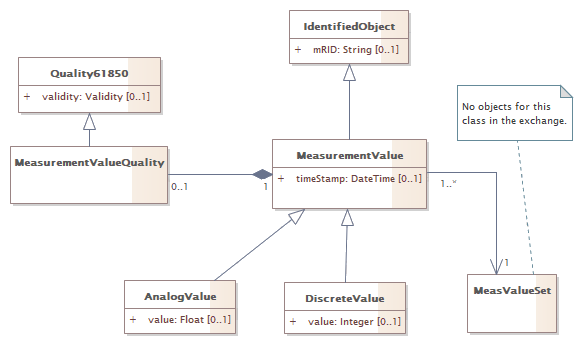 IdentifiedObject
+ mRID: String [0..1]
Quality61850
+ validity: Validity [0..1]
No objects for this
class in the exchange.
MeasurementValueQuality
MeasurementValue
+ timeStamp: DateTime [0..1]
0..1
1
1..*
1
AnalogValue
+ value: Float [0..1]
DiscreteValue
+ value: Integer [0..1]
MeasValueSet